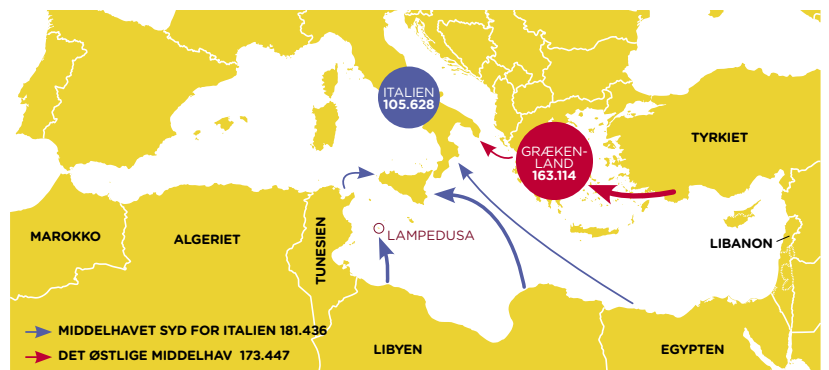 ITALIEN
105.628
GRÆKEN-
LAND
163.114
TYRKIET
MAROKKO
ALGERIET
TUNESIEN
LAMPEDUSA
LIBANON
MIDDELHAVET SYD FOR ITALIEN 181.436
DET ØSTLIGE MIDDELHAV 173.447
LIBYEN
EGYPTEN